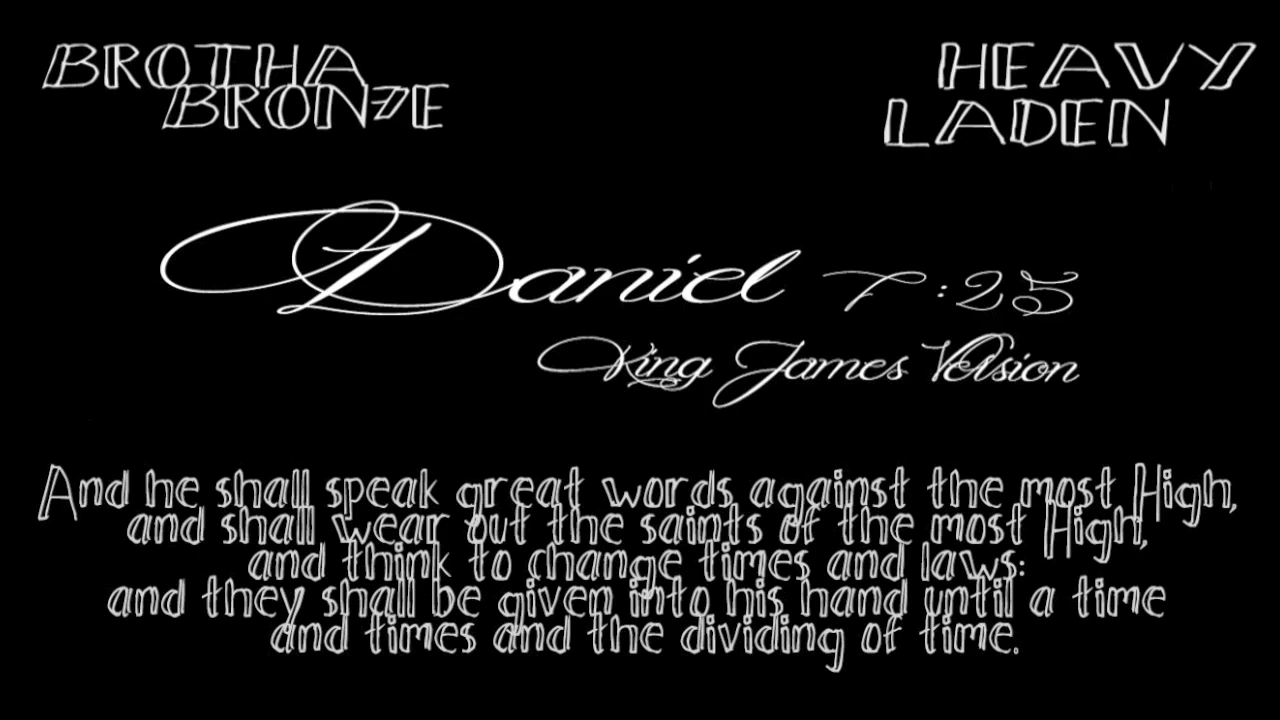 BROTHA
BRONZE
HEAVY
LADEN
Daniel 7:25
King James Version
And he shall speak great words against the most High,
and shall wear out the saints of the most High,
and think to change times and laws:
and they shall be given into his hand until a time
and times and the dividing of time.